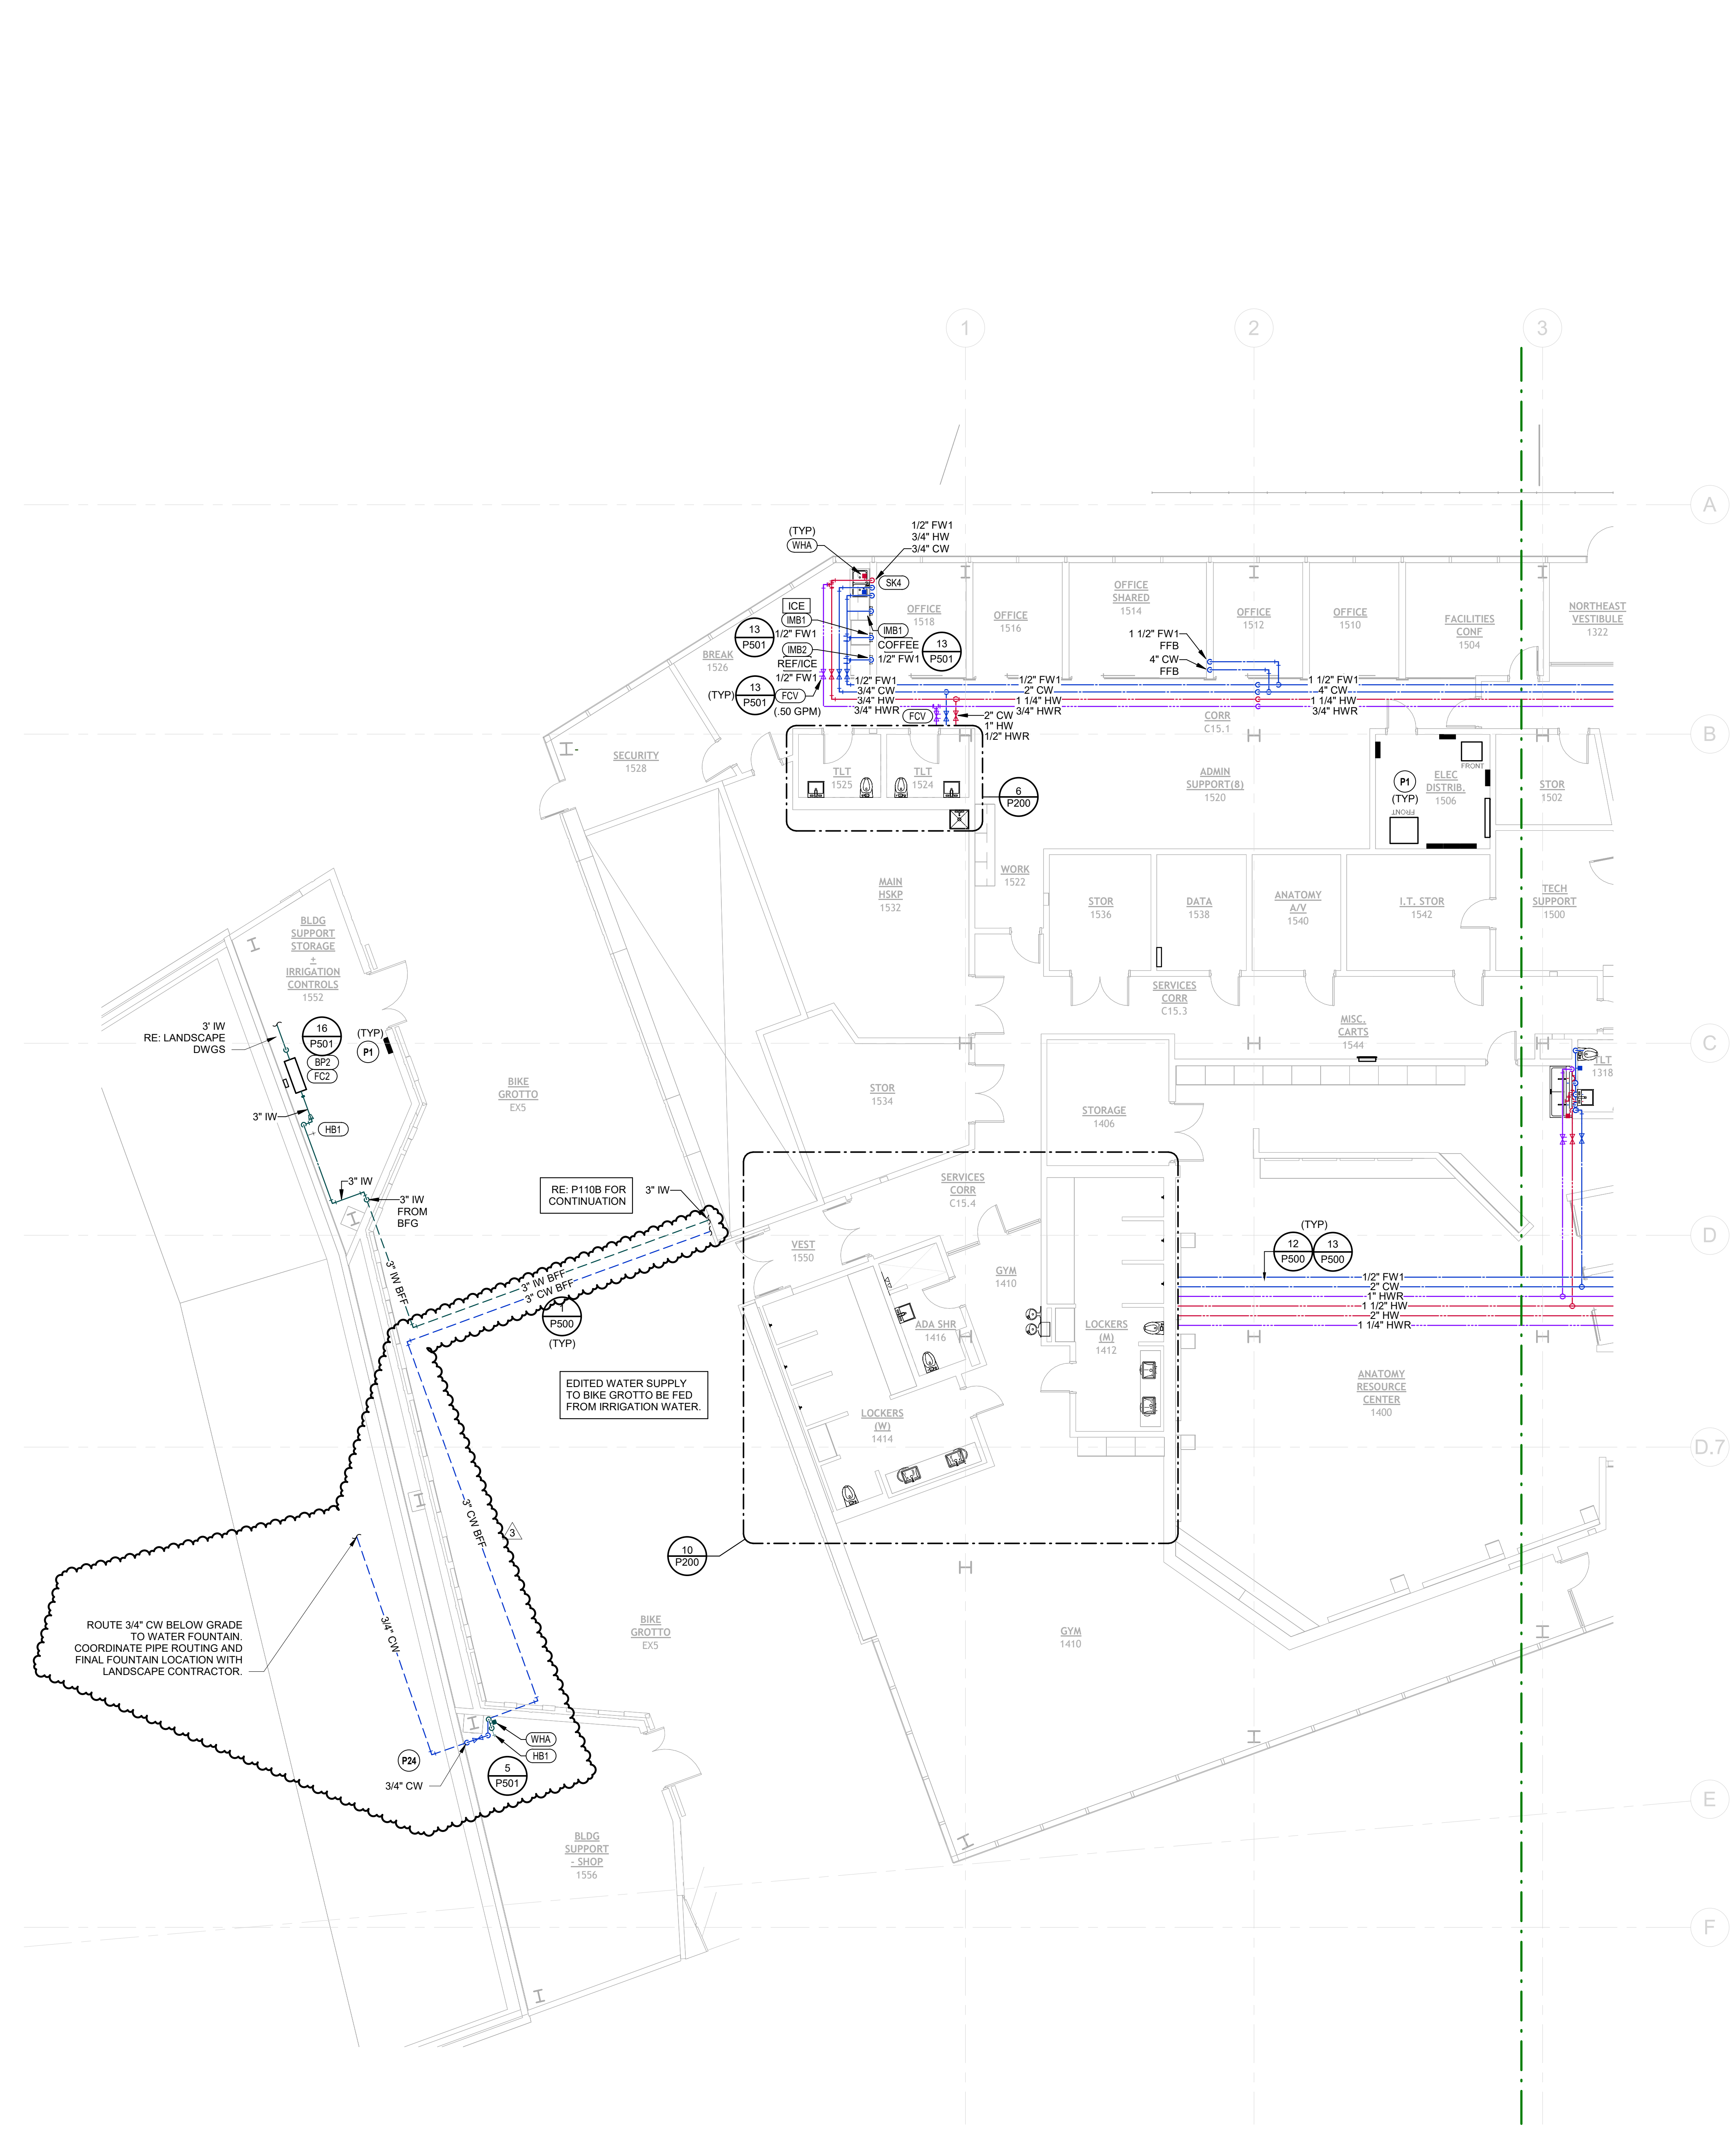 1
2
3
A
B
C
D
D.7
E
F
(TYP)
WHA
1/2" FW1
3/4" HW
3/4" CW
SK4
ICE
IMB1
13
P501
1/2" FW1
IMB1
COFFEE
13
P501
IMB2
REF/ICE
1/2" FW1
1/2" FW1
(TYP)
13
P501
FCV
(.50 GPM)
BREAK
1526
OFFICE
1518
OFFICE
1516
OFFICE
SHARED
1514
OFFICE
1512
OFFICE
1510
FACILITIES
CONF
1504
NORTHEAST
VESTIBULE
1322
1 1/2" FW1
FFB
4" CW
FFB
1/2" FW1
3/4" CW
3/4" HW
3/4" HWR
1/2" FW1
2" CW
1 1/4" HW
3/4" HWR
1 1/2" FW1
4" CW
1 1/4" HW
3/4" HWR
FCV
2" CW
1" HW
1/2" HWR
CORR
C15.1
SECURITY
1528
TLT
1525
TLT
1524
6
P200
ADMIN
SUPPORT(8)
1520
P1
(TYP)
FRONT
FRONT
ELEC
DISTRIB.
1506
STOR
1502
WORK
1522
MAIN
HSKP
1532
STOR
1536
DATA
1538
ANATOMY
A/V
1540
I.T. STOR
1542
TECH
SUPPORT
1500
BLDG
SUPPORT
STORAGE
+
IRRIGATION
CONTROLS
1552
SERVICES
CORR
C15.3
MISC.
CARTS
1544
3' IW
RE: LANDSCAPE
DWGS
16
P501
BP2
FC2
(TYP)
P1
3" IW
HB1
BIKE
GROTTO
EX5
STOR
1534
STORAGE
1406
TLT
1318
3" IW
3" IW
FROM
BFG
RE: P110B FOR
CONTINUATION
3" IW
SERVICES
CORR
C15.4
VEST
1550
GYM
1410
(TYP)
12
P500
13
P500
3" IW BFF
3" IW BFF
3" CW BFF
1
P500
(TYP)
1/2" FW1
2" CW
1" HWR
1 1/2" HW
2" HW
1 1/4" HWR
ADA SHR
1416
LOCKERS
(M)
1412
EDITED WATER SUPPLY
TO BIKE GROTTO BE FED
FROM IRRIGATION WATER.
LOCKERS
(W)
1414
ANATOMY
RESOURCE
CENTER
1400
3" CW BFF
3
10
P200
ROUTE 3/4" CW BELOW GRADE
TO WATER FOUNTAIN.
COORDINATE PIPE ROUTING AND
FINAL FOUNTAIN LOCATION WITH
LANDSCAPE CONTRACTOR.
3/4" CW
BIKE
GROTTO
EX5
GYM
1410
P24
3/4" CW
WHA
HB1
5
P501
BLDG
SUPPORT
- SHOP
1556